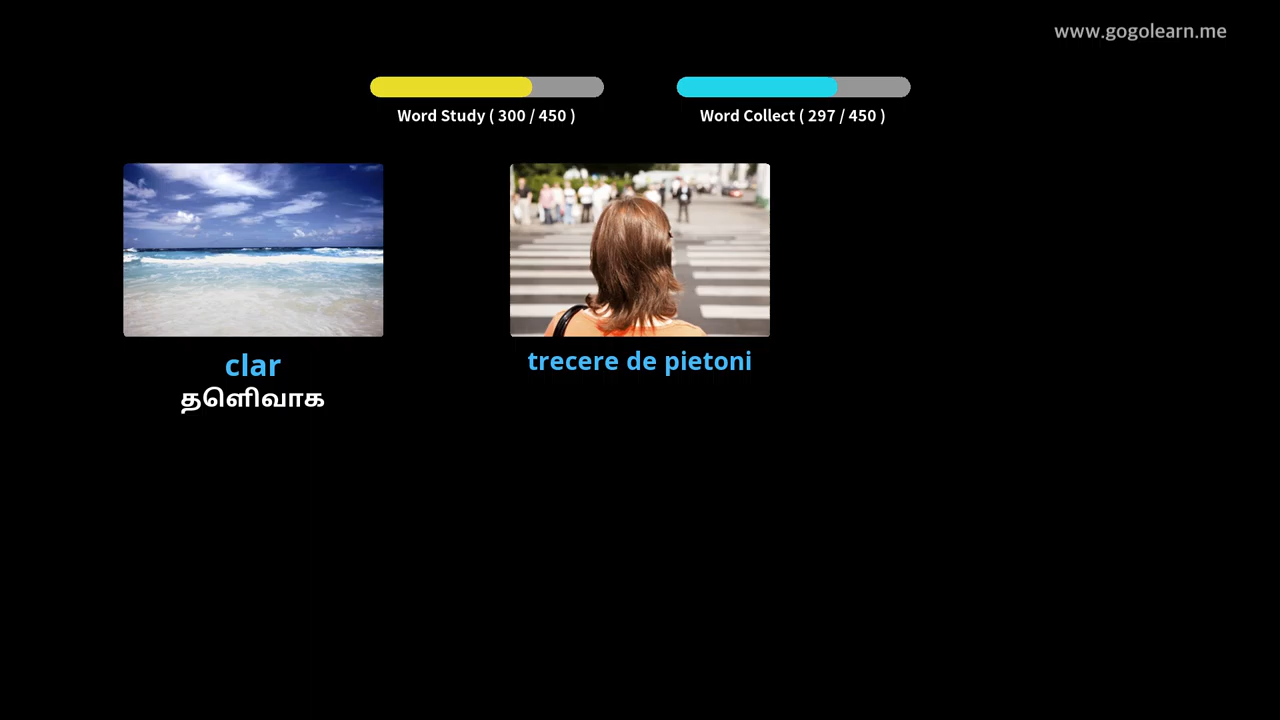 www.gogolearn.me
Word Study ( 300 / 450 )
Word Collect ( 297 / 450 )
clar
தெளிவாக
trecere de pietoni